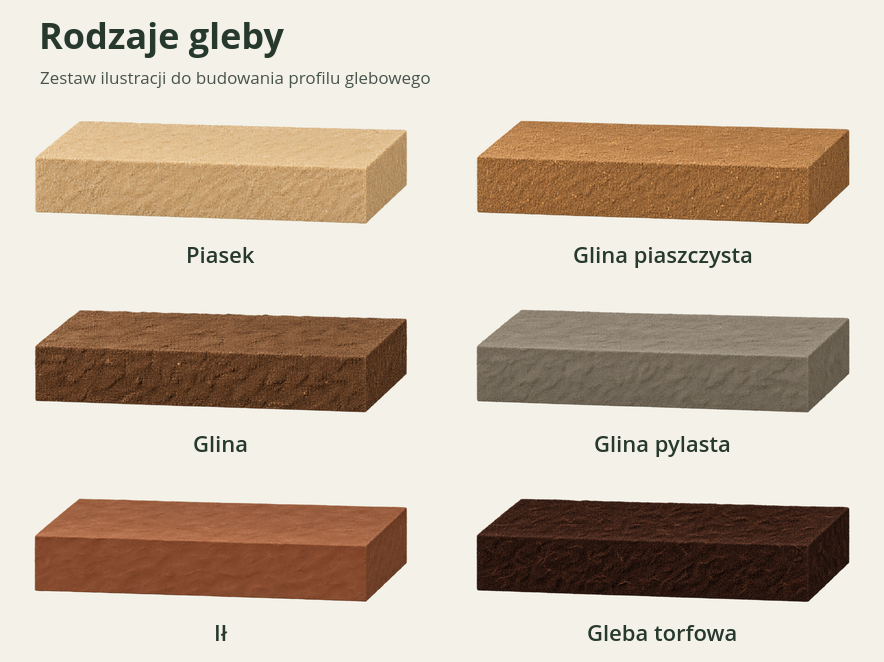 Rodzaje gleby
Zestaw ilustracji do budowania profilu glebowego
Piasek
Glina piaszczysta
Glina
Glina pylasta
Ił
Gleba torfowa